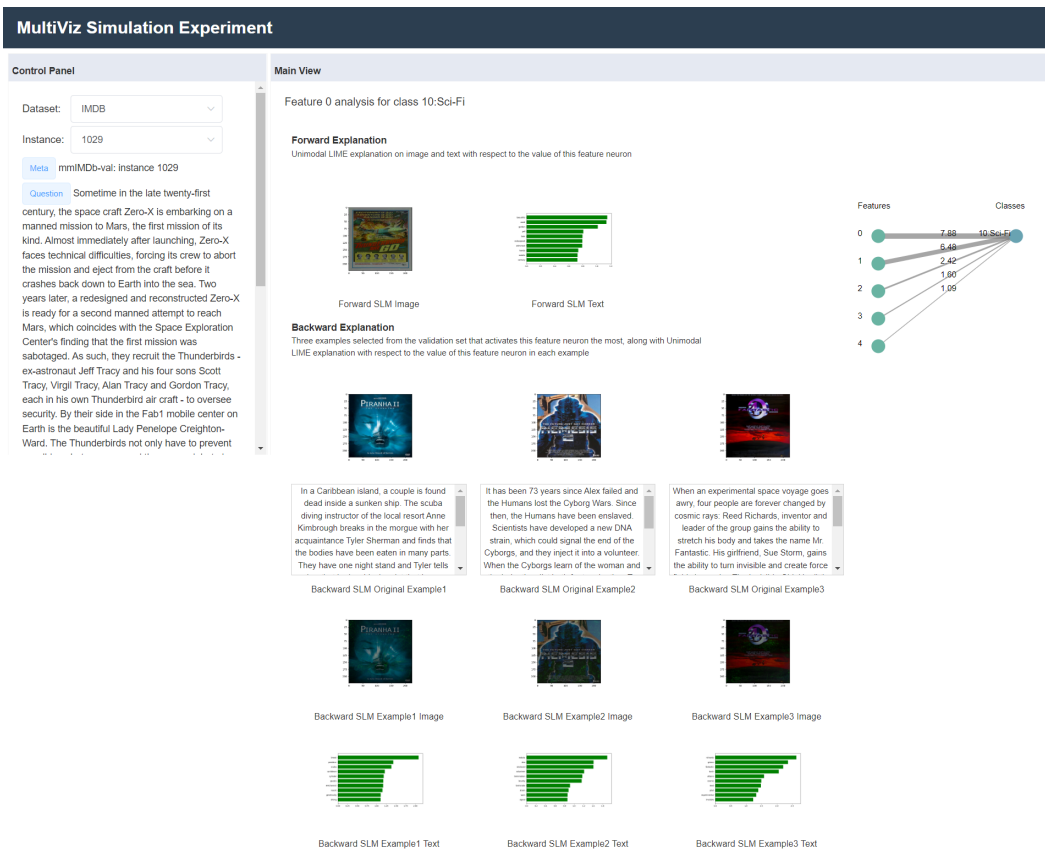 MultiViz Simulation Experiment
Control Panel
Dataset:
IMDB
Instance:
1029
Meta mmIMDb-val: instance 1029
Question Sometime in the late twenty-first
century, the space craft Zero-X is embarking on a
manned mission to Mars, the first mission of its
kind. Almost immediately after launching, Zero-X
faces technical difficulties, forcing its crew to abort
the mission and eject from the craft before it
crashes back down to Earth into the sea. Two
years later, a redesigned and reconstructed Zero-X
is ready for a second manned attempt to reach
Mars, which coincides with the Space Exploration
Center's finding that the first mission was
sabotaged. As such, they recruit the Thunderbirds -
ex-astronaut Jeff Tracy and his four sons Scott
Tracy, Virgil Tracy, Alan Tracy and Gordon Tracy,
each in his own Thunderbird air craft - to oversee
security. By their side in the Fab1 mobile center on
Earth is the beautiful Lady Penelope Creighton-
Ward. The Thunderbirds not only have to prevent
Main View
Feature 0 analysis for class 10:Sci-Fi
Forward Explanation
Unimodal LIME explanation on image and text with respect to the value of this feature neuron
GO
Forward SLM Image
Forward SLM Text
Backward Explanation
Three examples selected from the validation set that activates this feature neuron the most, along with Unimodal
LIME explanation with respect to the value of this feature neuron in each example
PIRANHA II
In a Caribbean island, a couple is found
dead inside a sunken ship. The scuba
diving instructor of the local resort Anne
Kimbrough breaks in the morgue with her
acquaintance Tyler Sherman and finds that
the bodies have been eaten in many parts.
They have one night stand and Tyler tells
It has been 73 years since Alex failed and
the Humans lost the Cyborg Wars. Since
then, the Humans have been enslaved.
Scientists have developed a new DNA
strain, which could signal the end of the
Cyborgs, and they inject it into a volunteer.
When the Cyborgs learn of the woman and
When an experimental space voyage goes
awry, four people are forever changed by
cosmic rays: Reed Richards, inventor and
leader of the group gains the ability to
stretch his body and takes the name Mr.
Fantastic. His girlfriend, Sue Storm, gains
the ability to turn invisible and create force
Backward SLM Original Example1
Backward SLM Original Example2
Backward SLM Original Example3
PIRANHA II
Backward SLM Example1 Image
Backward SLM Example2 Image
Backward SLM Example3 Image
Backward SLM Example1 Text
Backward SLM Example2 Text
Backward SLM Example3 Text
Features
Classes
0
7.88
10:Sci-Fi
6.48
1
2.42
1.60
2
1.09
3
4